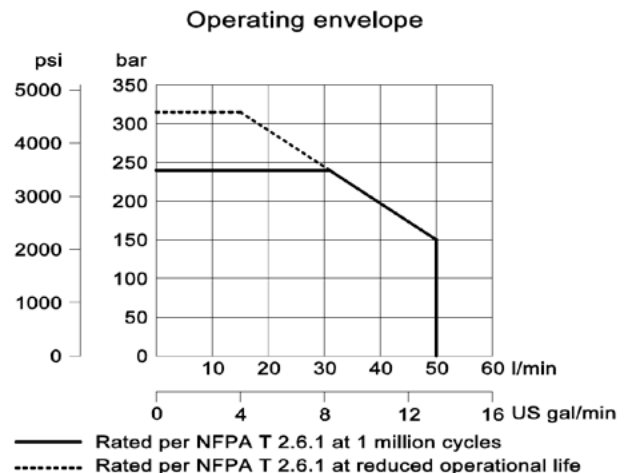 Operating envelope
psi bar
350
5000
300
4000
250
3000
200
2000
150
100
1000
50
0 0
10 20 30 40 50 60 l/min
0 4 8 12 16 US gal/min
Rated per NFPA T 2.6.1 at 1 million cycles
Rated per NFPA T 2.6.1 at reduced operational life